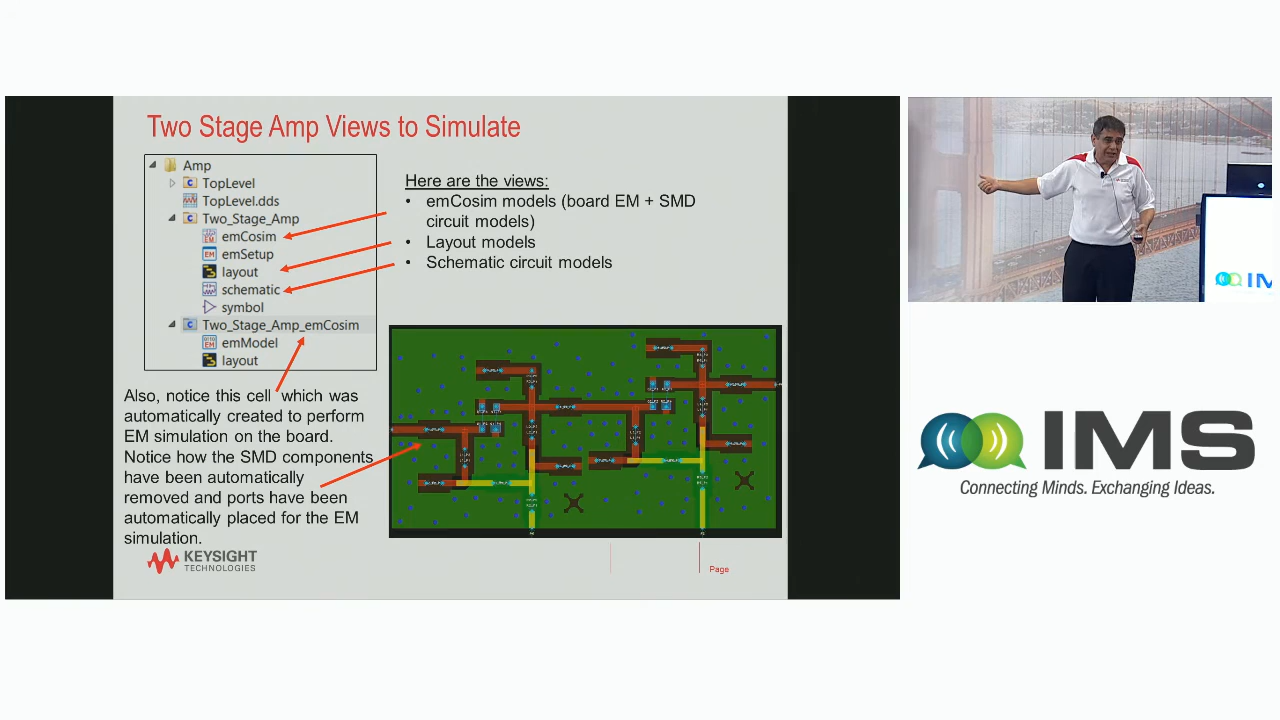 Two Stage Amp Views to Simulate
Amp
TopLevel
TopLevel.dds
Two_Stage_Amp
emCosim
emSetup
layout
schematic
symbol
Two_Stage_Amp_emCosim
emModel
layout
Here are the views:
• emCosim models (board EM + SMD
circuit models)
• Layout models
• Schematic circuit models
Also, notice this cell which was
automatically created to perform
EM simulation on the board.
Notice how the SMD components
have been automatically
removed and ports have been
automatically placed for the EM
simulation.
KEYSIGHT
TECHNOLOGIES
Page
IMS
Connecting Minds. Exchanging Ideas.